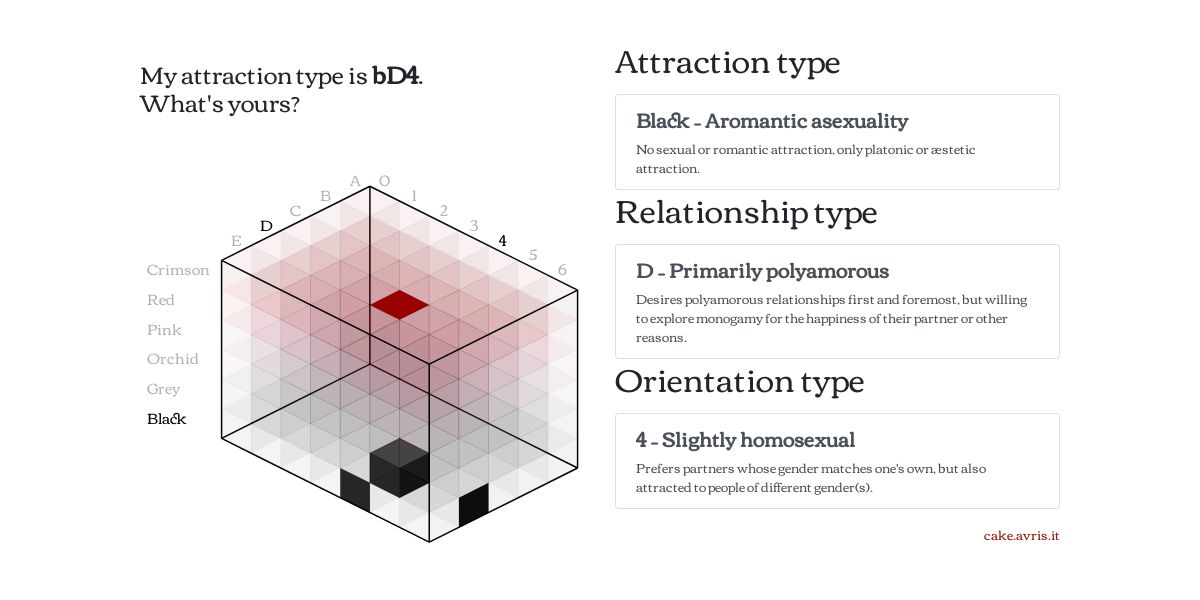 My attraction type is bD4.
What's yours?
A O
B 1
C 2
D 3
E 4
5
6
Crimson
Red
Pink
Orchid
Grey
Black
Attraction type
Black – Aromantic asexuality
No sexual or romantic attraction, only platonic or æstetic
attraction.
Relationship type
D – Primarily polyamorous
Desires polyamorous relationships first and foremost, but willing
to explore monogamy for the happiness of their partner or other
reasons.
Orientation type
4 – Slightly homosexual
Prefers partners whose gender matches one's own, but also
attracted to people of different gender(s).
cake.avris.it